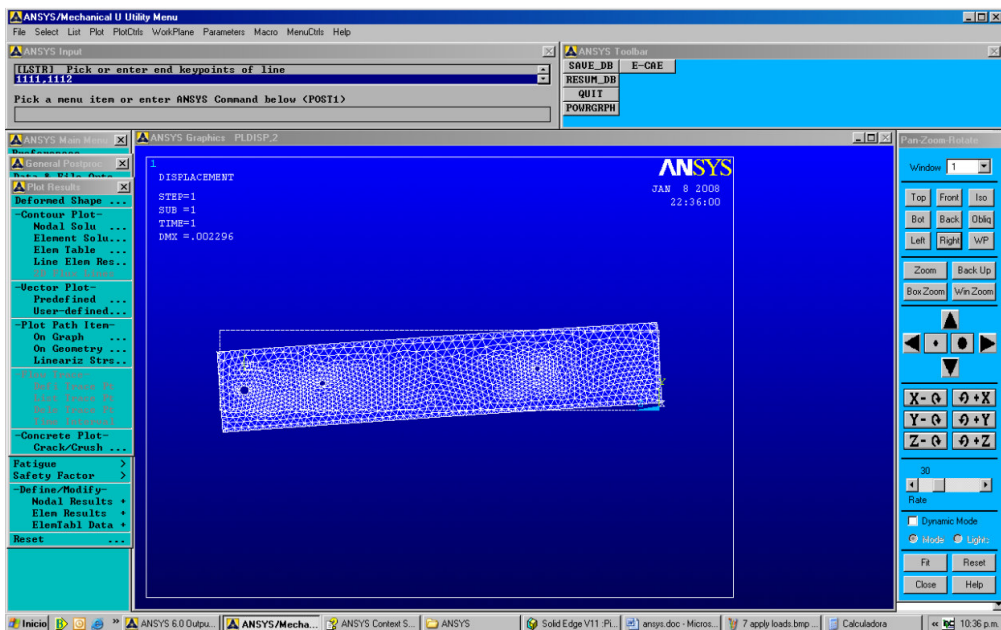 ANSYS/Mechanical U Utility Menu
File Select List Plot PlotCtrls WorkPlane Parameters Macro MenuCtrls Help
ANSYS Input
[LSTR] Pick or enter end keypoints of line
1111,1112
Pick a menu item or enter ANSYS Command below (POST1)
ANSYS Toolbar
SAVE_DB E-CAE
RESUM_DB
QUIT
POWRGRPH
ANSYS Main Menu
Preferences
General Postproc
Data & File Opts
Plot Results
Deformed Shape ...
-Contour Plot-
Nodal Solu ...
Element Solu...
Elem Table ...
Line Elem Res..
-Vector Plot-
Predefined ...
User-defined...
-Plot Path Item-
On Graph ...
On Geometry ...
Lineariz Strs..
-Concrete Plot-
Crack/Crush ...
Fatigue >
Safety Factor >
-Define/Modify-
Nodal Results +
Elem Results +
ElemTabl Data +
Reset ...
ANSYS Graphics PLDISP,2
1
DISPLACEMENT
STEP=1
SUB =1
TIME=1
DMX =.002296
ANSYS
JAN 8 2008
22:36:00
Pan-Zoom-Rotate
Window 1
Top Front Iso
Bot Back Obliq
Left Right WP
Zoom Back Up
Box Zoom Win Zoom
X- +X
Y- +Y
Z- +Z
30
Rate
Dynamic Mode
Mode Lights
Fit Reset
Close Help
Inicio » ANSYS 6.0 Outpu... ANSYS/Mecha... ANSYS Context S... ANSYS Solid Edge V11 :Pi... ansys.doc - Micros... 7 apply loads.bmp ... Calculadora « 10:36 p.m.